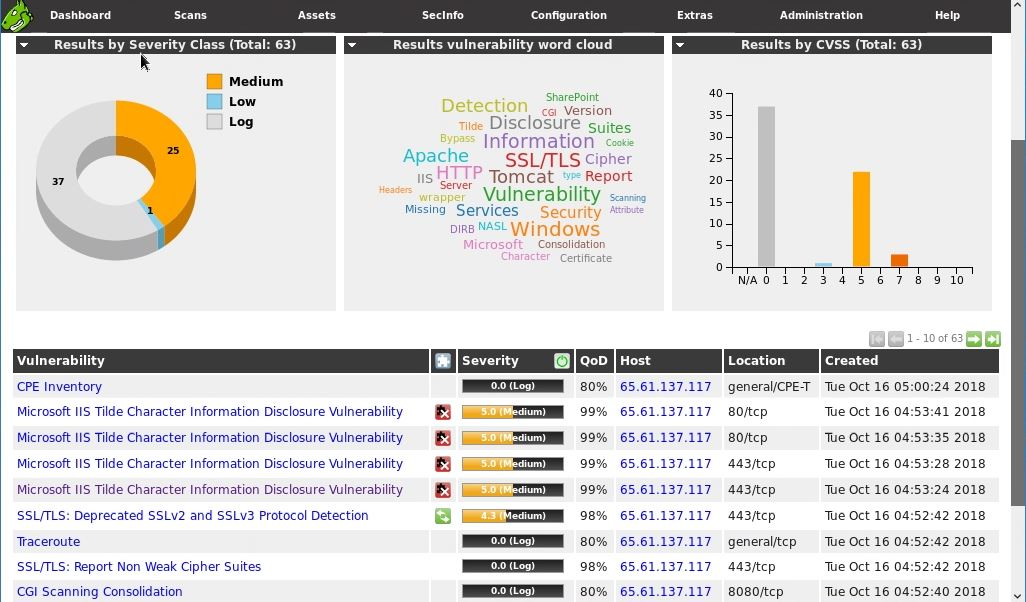 Dashboard Scans Assets SecInfo Configuration Extras Administration Help
Results by Severity Class (Total: 63)
Medium
Low
Log
25
37
1
Results vulnerability word cloud
SharePoint
Detection
CGI Version
Tilde Disclosure Suites
Bypass Information Cookie
Apache SSL/TLS Cipher
IIS HTTP Tomcat type Report
Headers Server Vulnerability
wrapper Scanning
Missing Services Security Attribute
DIRB NASL Windows
Microsoft Consolidation
Character Certificate
Results by CVSS (Total: 63)
40
35
30
25
20
15
10
5
0
N/A 0 1 2 3 4 5 6 7 8 9 10
1 - 10 of 63
Vulnerability Severity QoD Host Location Created
CPE Inventory 0.0 (Log) 80% 65.61.137.117 general/CPE-T Tue Oct 16 05:00:24 2018
Microsoft IIS Tilde Character Information Disclosure Vulnerability 5.0 (Medium) 99% 65.61.137.117 80/tcp Tue Oct 16 04:53:41 2018
Microsoft IIS Tilde Character Information Disclosure Vulnerability 5.0 (Medium) 99% 65.61.137.117 80/tcp Tue Oct 16 04:53:35 2018
Microsoft IIS Tilde Character Information Disclosure Vulnerability 5.0 (Medium) 99% 65.61.137.117 443/tcp Tue Oct 16 04:53:28 2018
Microsoft IIS Tilde Character Information Disclosure Vulnerability 5.0 (Medium) 99% 65.61.137.117 443/tcp Tue Oct 16 04:53:24 2018
SSL/TLS: Deprecated SSLv2 and SSLv3 Protocol Detection 4.3 (Medium) 98% 65.61.137.117 443/tcp Tue Oct 16 04:52:42 2018
Traceroute 0.0 (Log) 80% 65.61.137.117 general/tcp Tue Oct 16 04:52:42 2018
SSL/TLS: Report Non Weak Cipher Suites 0.0 (Log) 98% 65.61.137.117 443/tcp Tue Oct 16 04:52:42 2018
CGI Scanning Consolidation 0.0 (Log) 80% 65.61.137.117 8080/tcp Tue Oct 16 04:52:40 2018